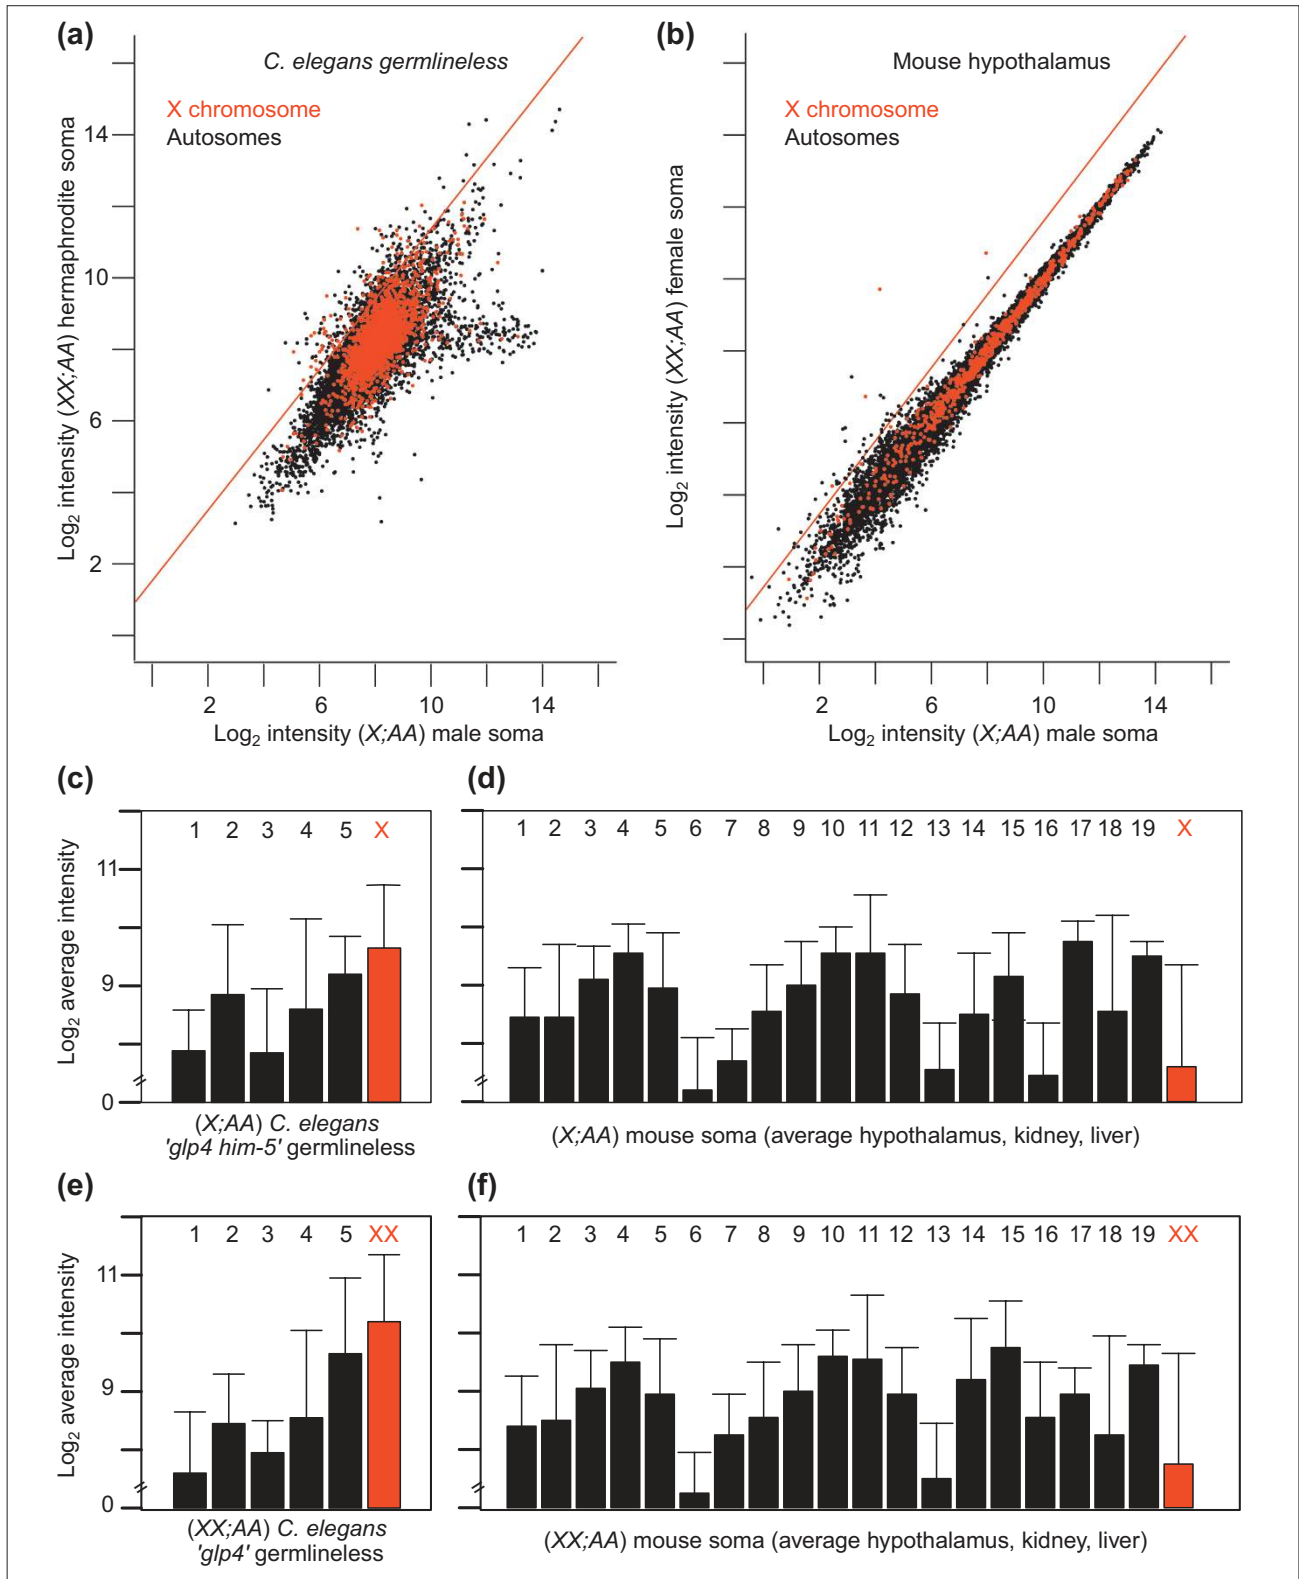 (a)
C. elegans germlineless
X chromosome
Autosomes
Log2 intensity (XX;AA) hermaphrodite soma
14
10
6
2
2 6 10 14
Log2 intensity (X;AA) male soma
(b)
Mouse hypothalamus
X chromosome
Autosomes
Log2 intensity (XX;AA) female soma
2 6 10 14
Log2 intensity (X;AA) male soma
(c)
Log2 average intensity
1 2 3 4 5 X
11
9
0
(X;AA) C. elegans
'glp4 him-5' germlineless
(d)
1 2 3 4 5 6 7 8 9 10 11 12 13 14 15 16 17 18 19 X
(X;AA) mouse soma (average hypothalamus, kidney, liver)
(e)
Log2 average intensity
1 2 3 4 5 XX
11
9
0
(XX;AA) C. elegans
'glp4' germlineless
(f)
1 2 3 4 5 6 7 8 9 10 11 12 13 14 15 16 17 18 19 XX
(XX;AA) mouse soma (average hypothalamus, kidney, liver)